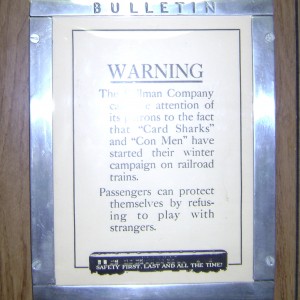 BULLETIN
WARNING
The Pullman Company
the attention of
its patrons to the fact
that "Card Sharks"
and "Con Men" have
started their winter
campaign on railroad
trains.
Passengers can protect
themselves by refus-
ing to play with
strangers.
SAFETY FIRST, LAST AND ALL THE TIME!